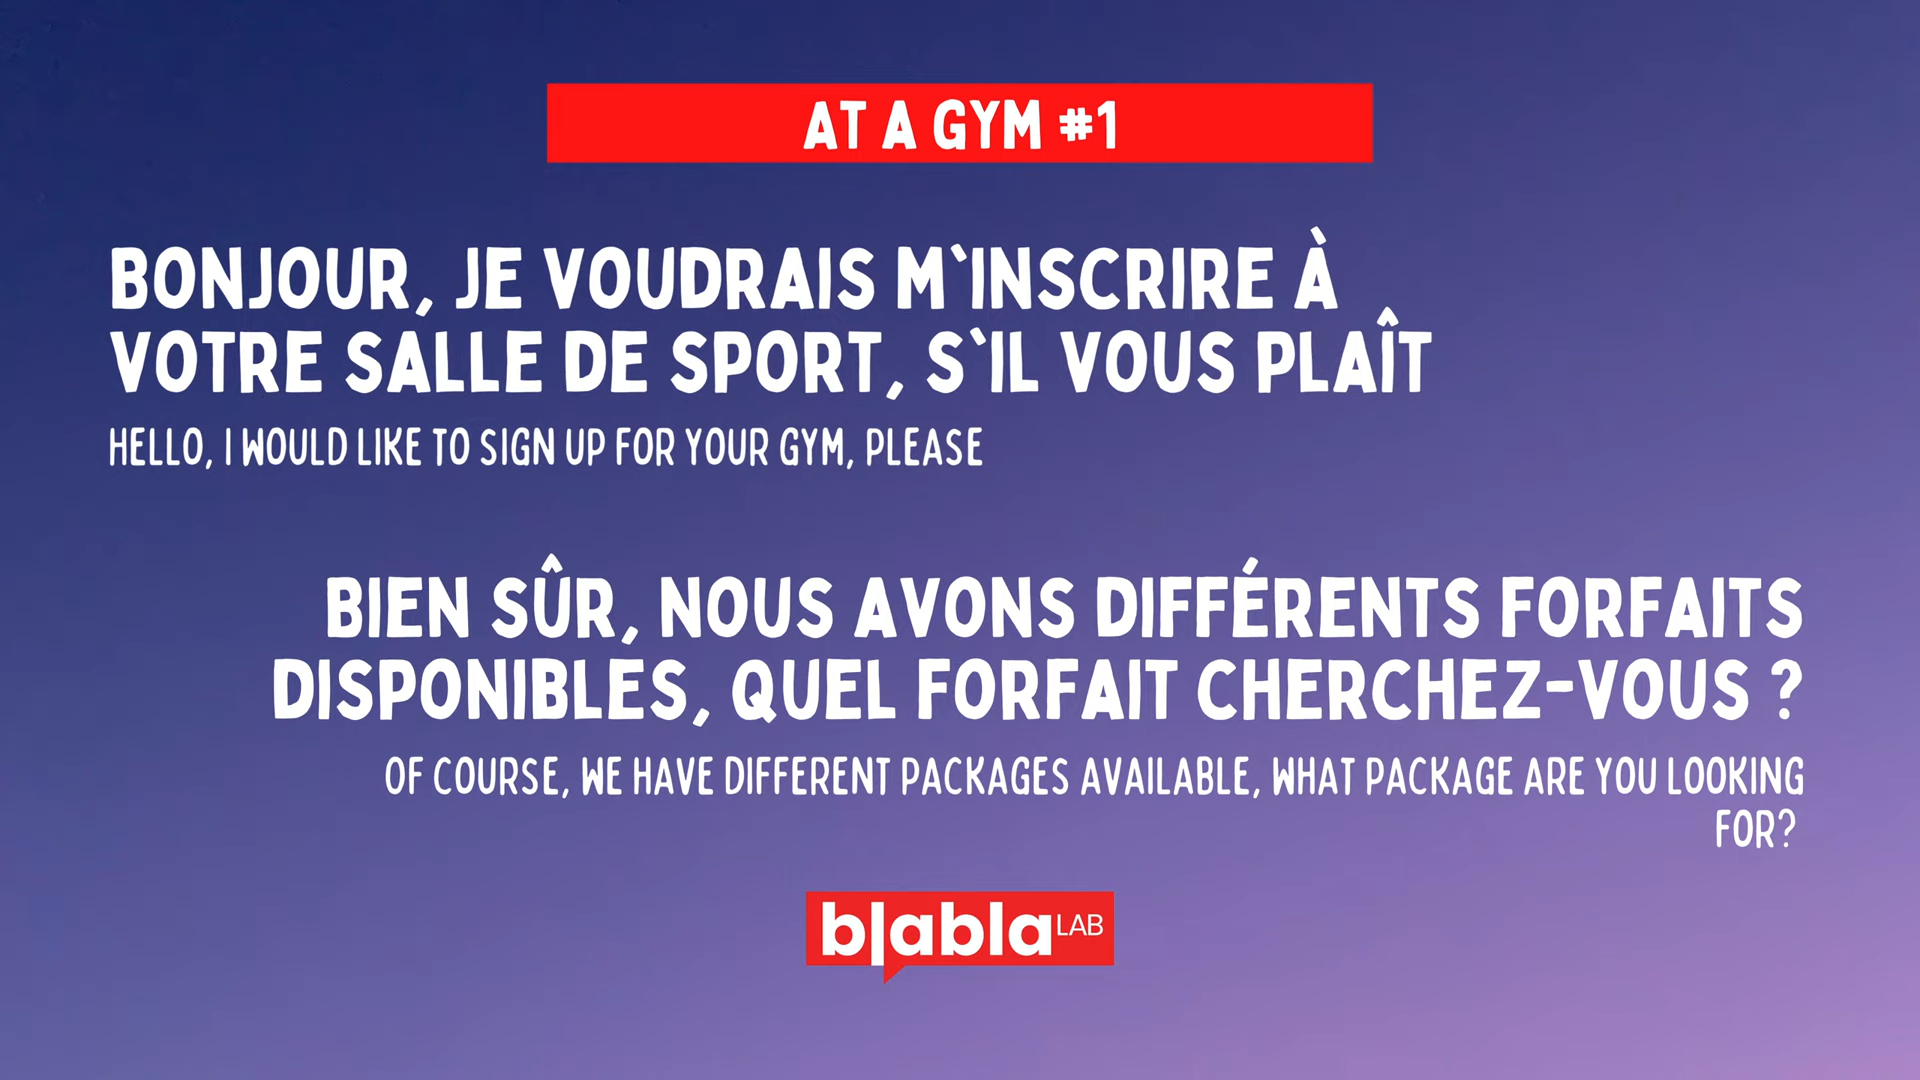 AT A GYM #1
BONJOUR, JE VOUDRAIS M'INSCRIRE À
VOTRE SALLE DE SPORT, S'IL VOUS PLAÎT
HELLO, I WOULD LIKE TO SIGN UP FOR YOUR GYM, PLEASE
BIEN SÛR, NOUS AVONS DIFFÉRENTS FORFAITS
DISPONIBLES, QUEL FORFAIT CHERCHEZ-VOUS ?
OF COURSE, WE HAVE DIFFERENT PACKAGES AVAILABLE, WHAT PACKAGE ARE YOU LOOKING
FOR?
blabla LAB